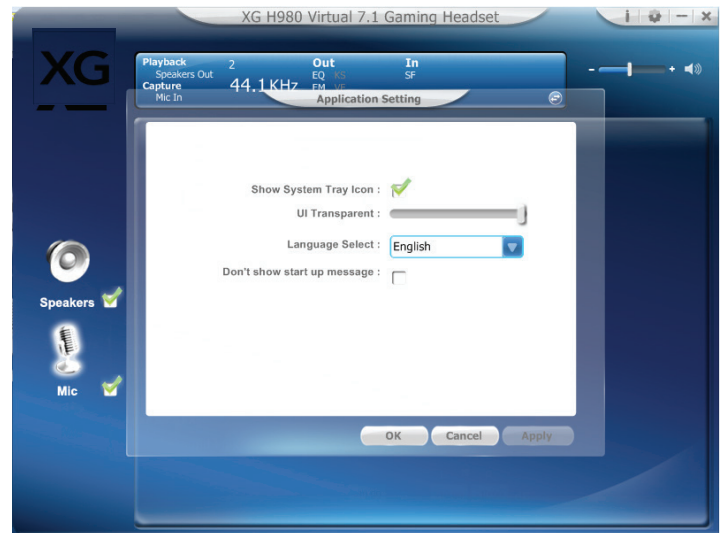 XG H980 Virtual 7.1 Gaming Headset
i
XG
Playback
2
Out
In
Speakers Out
EQ KS
SF
Capture
44.1KHz
EM VF
Mic In
- +
Application Setting
Show System Tray Icon :
UI Transparent :
Language Select :
English
Don't show start up message :
Speakers
Mic
OK
Cancel
Apply